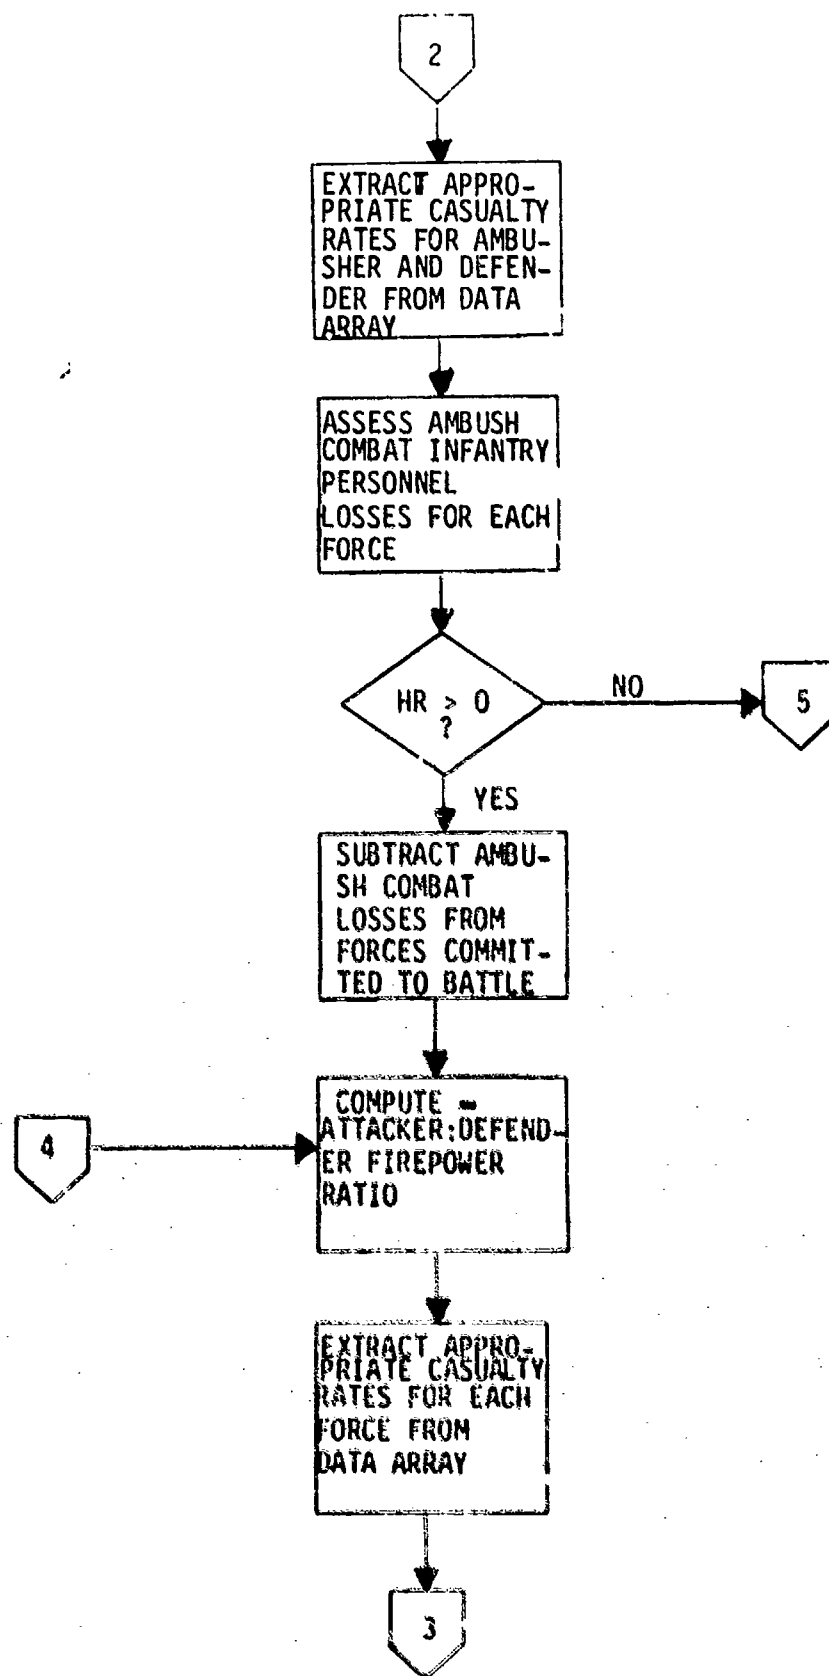 2
EXTRACT APPRO-
PRIATE CASUALTY
RATES FOR AMBU-
SHER AND DEFEN-
DER FROM DATA
ARRAY
ASSESS AMBUSH
COMBAT INFANTRY
PERSONNEL
LOSSES FOR EACH
FORCE
HR > 0
?
NO
5
YES
SUBTRACT AMBU-
SH COMBAT
LOSSES FROM
FORCES COMMIT-
TED TO BATTLE
4
COMPUTE -
ATTACKER:DEFEND-
ER FIREPOWER
RATIO
EXTRACT APPRO-
PRIATE CASUALTY
RATES FOR EACH
FORCE FROM
DATA ARRAY
3